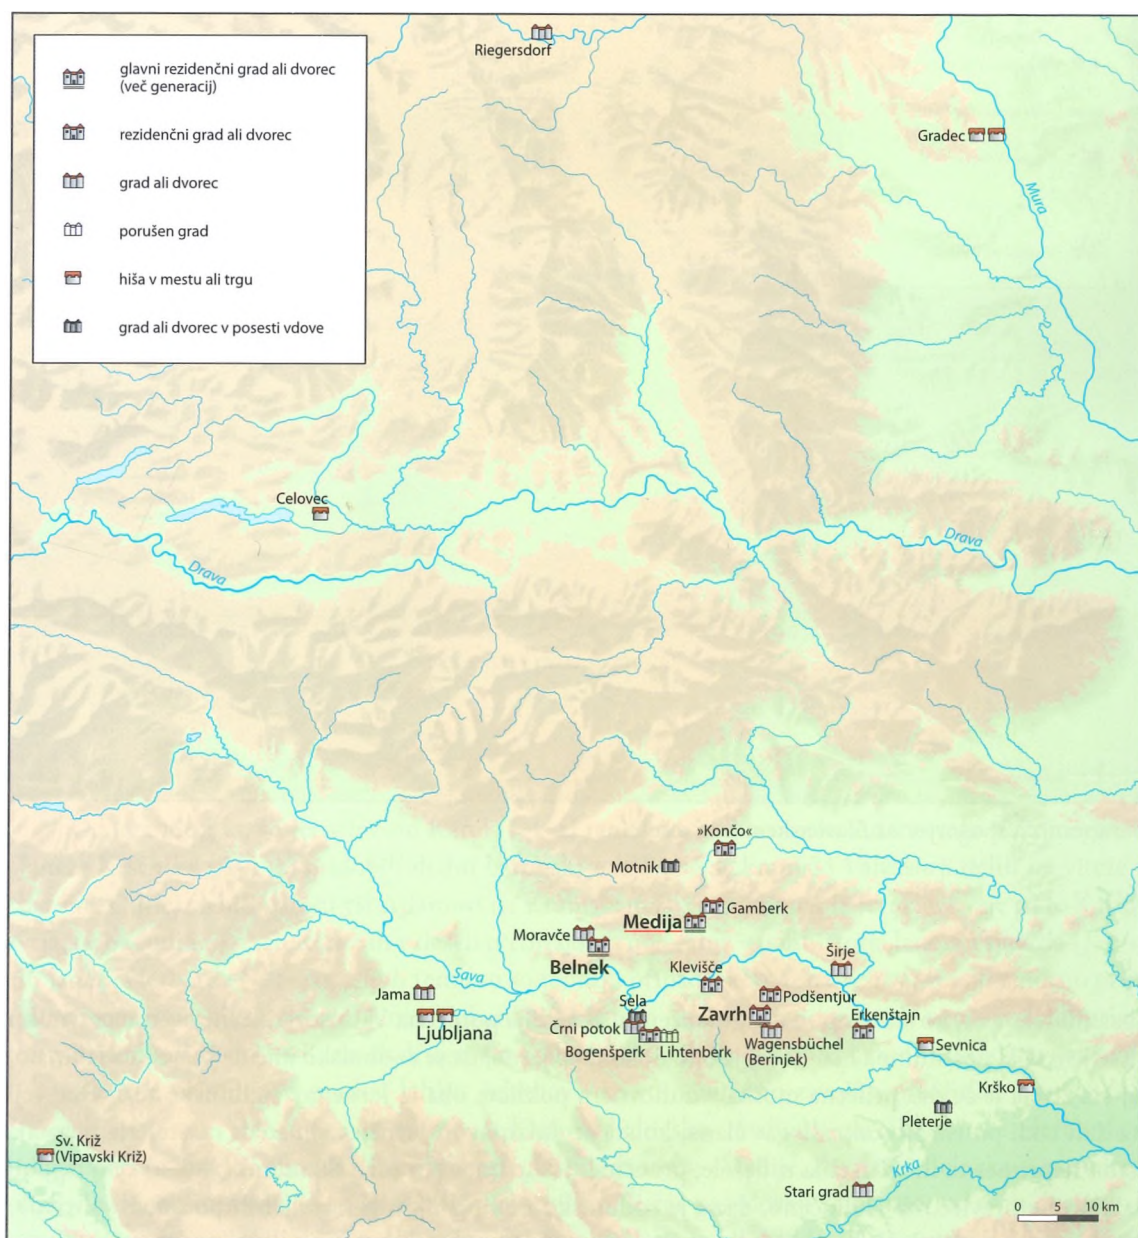 glavni rezidenčni grad ali dvorec
(več generacij)
rezidenčni grad ali dvorec
grad ali dvorec
porušen grad
hiša v mestu ali trgu
grad ali dvorec v posesti vdove
Riegersdorf
Gradec
Mura
Celovec
Drava
Drava
»Končo«
Motnik
Gamberk
Medija
Moravče
Belnek
Klevišče
Širje
Sava
Jama
Sela
Podšentjur
Zavrh
Erkenštajn
Ljubljana
Črni potok
Bogenšperk
Lihtenberk
Wagensbüchel
(Berinjek)
Sevnica
Krško
Pleterje
Sv. Križ
(Vipavski Križ)
Krka
Stari grad
0 5 10 km